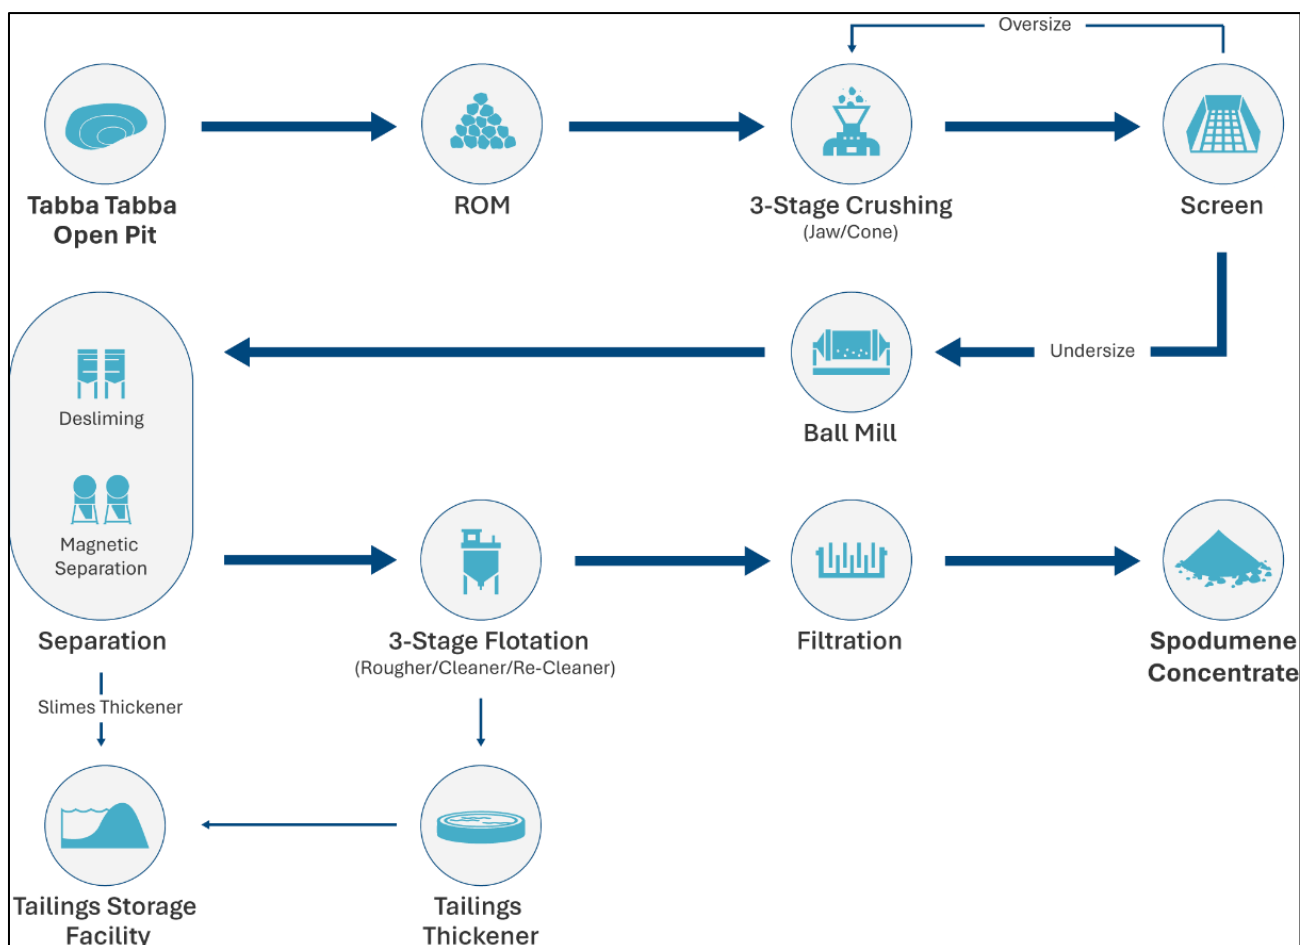 Oversize
Tabba Tabba
Open Pit
ROM
3-Stage Crushing
(Jaw/Cone)
Screen
Undersize
Ball Mill
Desliming
Magnetic
Separation
Separation
3-Stage Flotation
(Rougher/Cleaner/Re-Cleaner)
Filtration
Spodumene
Concentrate
Slimes Thickener
Tailings Storage
Facility
Tailings
Thickener